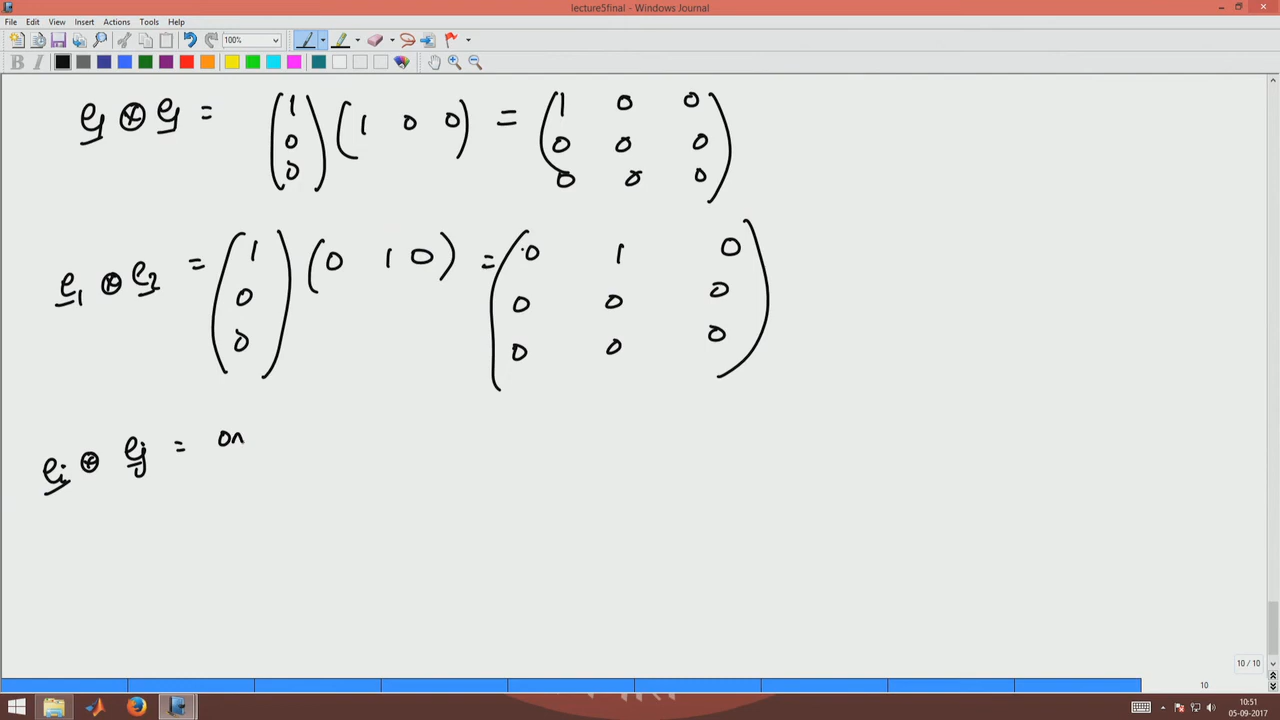 lecture5final - Windows Journal
File Edit View Insert Actions Tools Help
100%
B I
e1 ⊗ e1 = (1 0 0) (1 0 0) = (1 0 0
0 0 0
0 0 0)
e1 ⊗ e2 = (1 0 0) (0 1 0) = (0 1 0
0 0 0
0 0 0)
ei ⊗ ej = on
10 / 10
10
10:51
05-09-2017